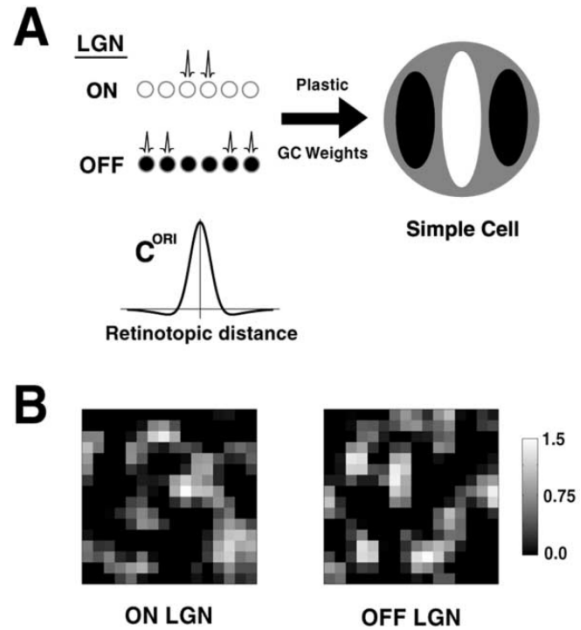 A
LGN
ON
OFF
Plastic
GC Weights
Simple Cell
C^ORI
Retinotopic distance
B
1.5
0.75
0.0
ON LGN
OFF LGN